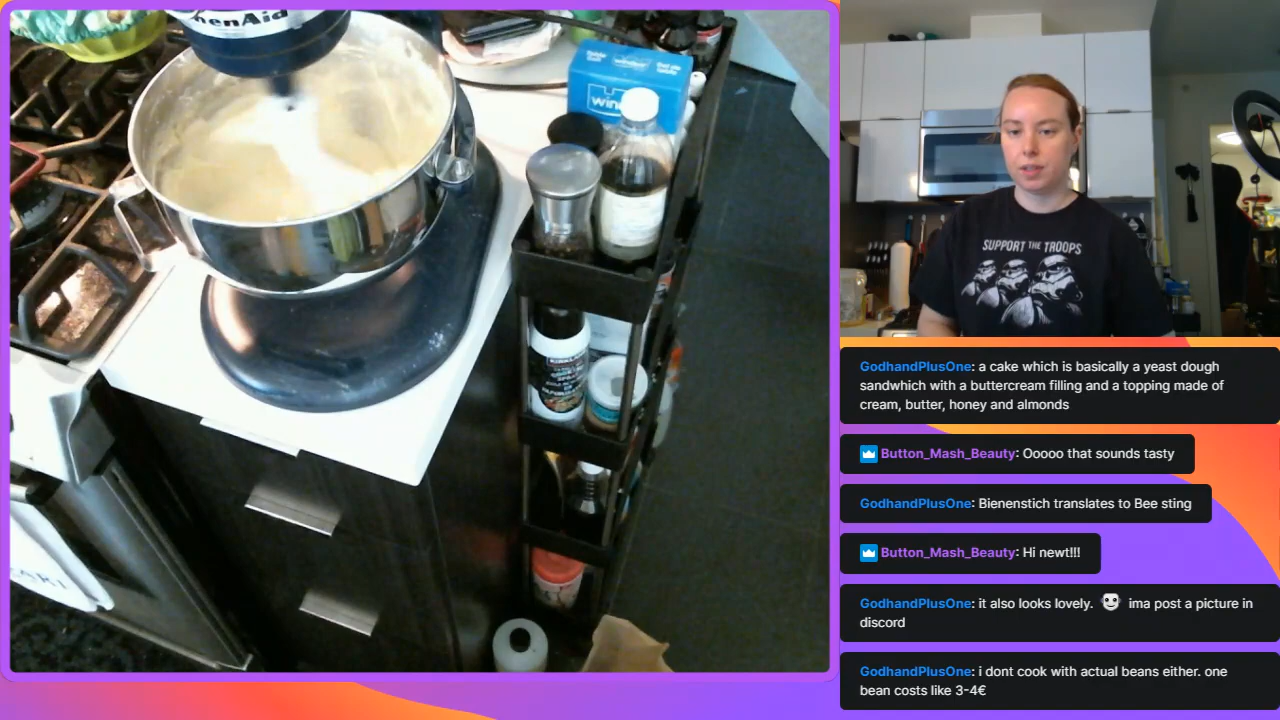 henAid
SUPPORT THE TROOPS
GodhandPlusOne: a cake which is basically a yeast dough
sandwhich with a buttercream filling and a topping made of
cream, butter, honey and almonds
Button_Mash_Beauty: Ooooo that sounds tasty
GodhandPlusOne: Bienenstich translates to Bee sting
Button_Mash_Beauty: Hi newt!!!
GodhandPlusOne: it also looks lovely. ima post a picture in
discord
GodhandPlusOne: i dont cook with actual beans either. one
bean costs like 3-4€